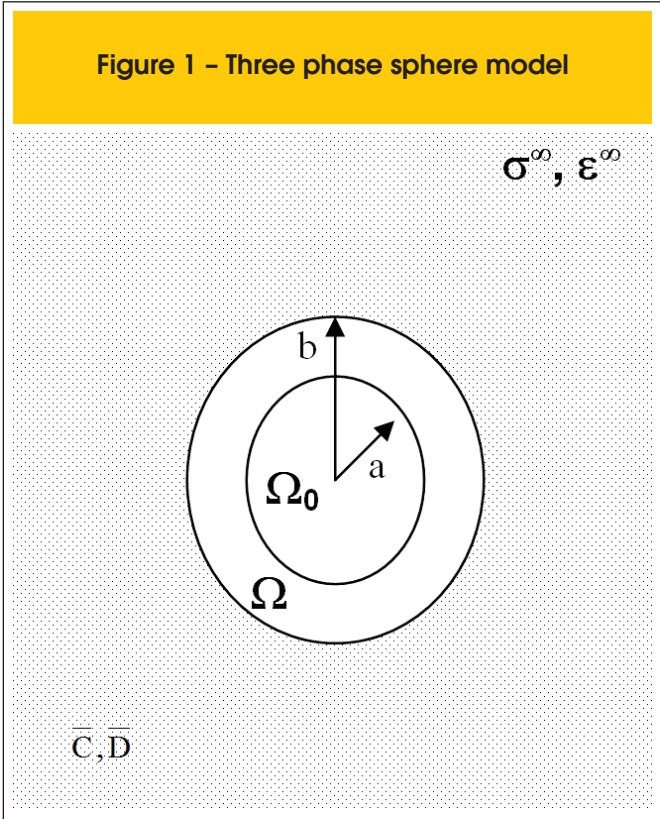 Figure 1 – Three phase sphere model
σ^∞, ε^∞
b
a
Ω₀
Ω
C̄, D̄